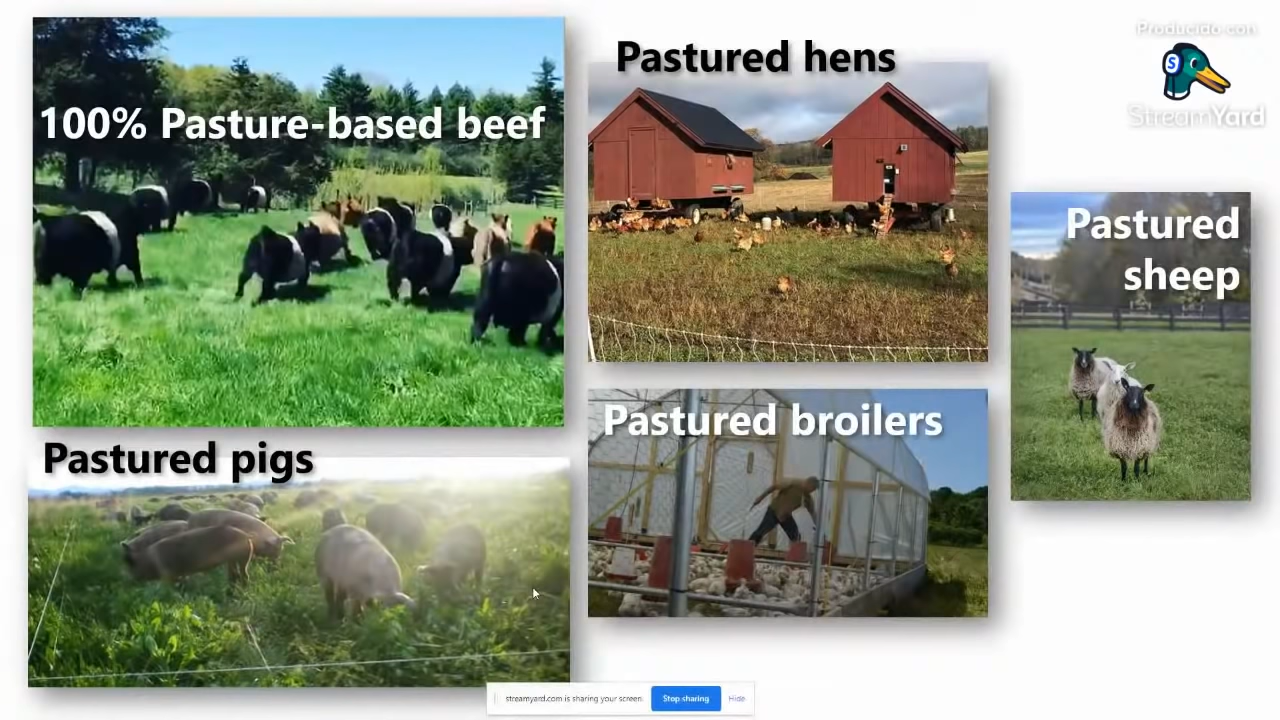 100% Pasture-based beef
Pastured hens
Producido con
StreamYard
Pastured
sheep
Pastured pigs
Pastured broilers
streamyard.com is sharing your screen.
Stop sharing
Hide